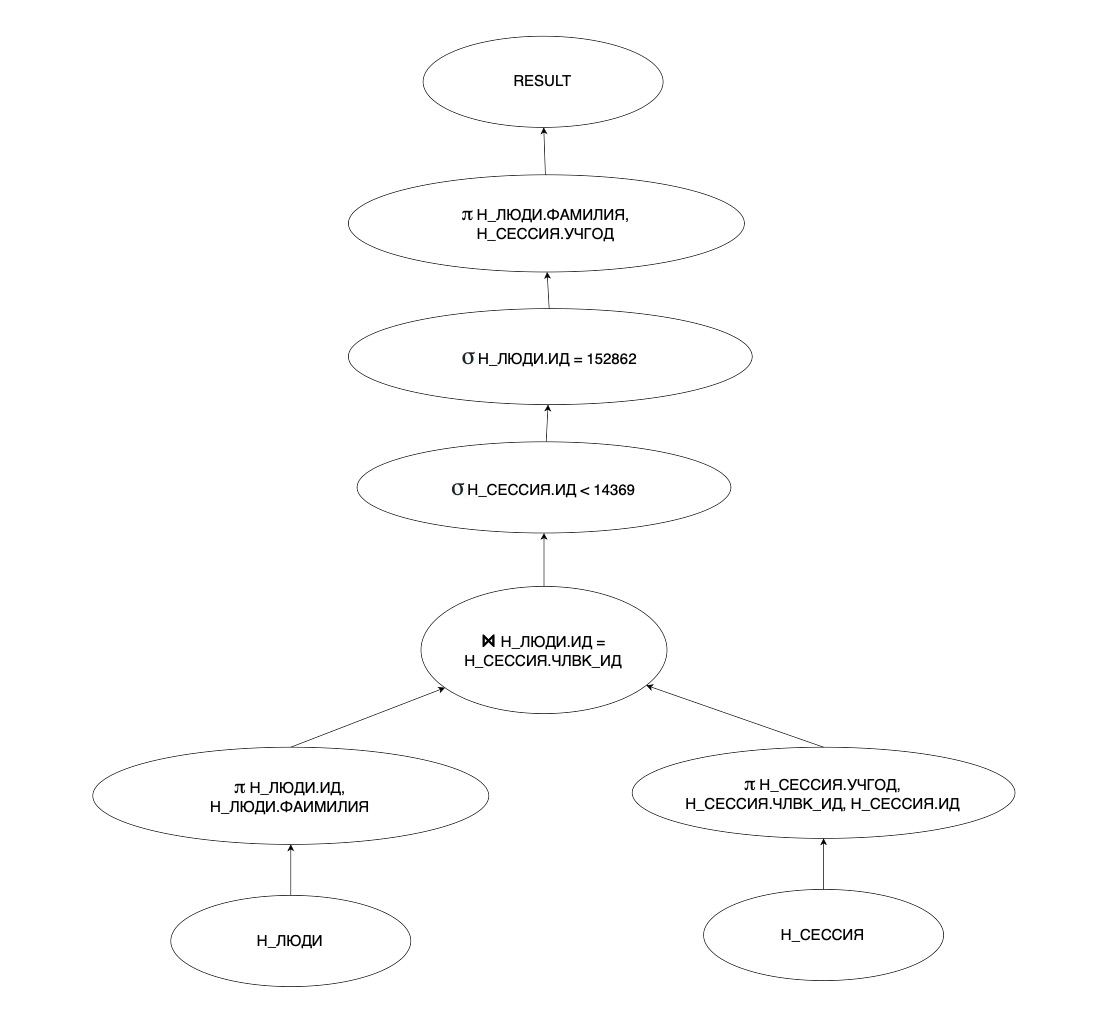 RESULT
π Н_ЛЮДИ.ФАМИЛИЯ,
Н_СЕССИЯ.УЧГОД
σ Н_ЛЮДИ.ИД = 152862
σ Н_СЕССИЯ.ИД < 14369
⋈ Н_ЛЮДИ.ИД =
Н_СЕССИЯ.ЧЛВК_ИД
π Н_ЛЮДИ.ИД,
Н_ЛЮДИ.ФАИМИЛИЯ
π Н_СЕССИЯ.УЧГОД,
Н_СЕССИЯ.ЧЛВК_ИД, Н_СЕССИЯ.ИД
Н_ЛЮДИ
Н_СЕССИЯ